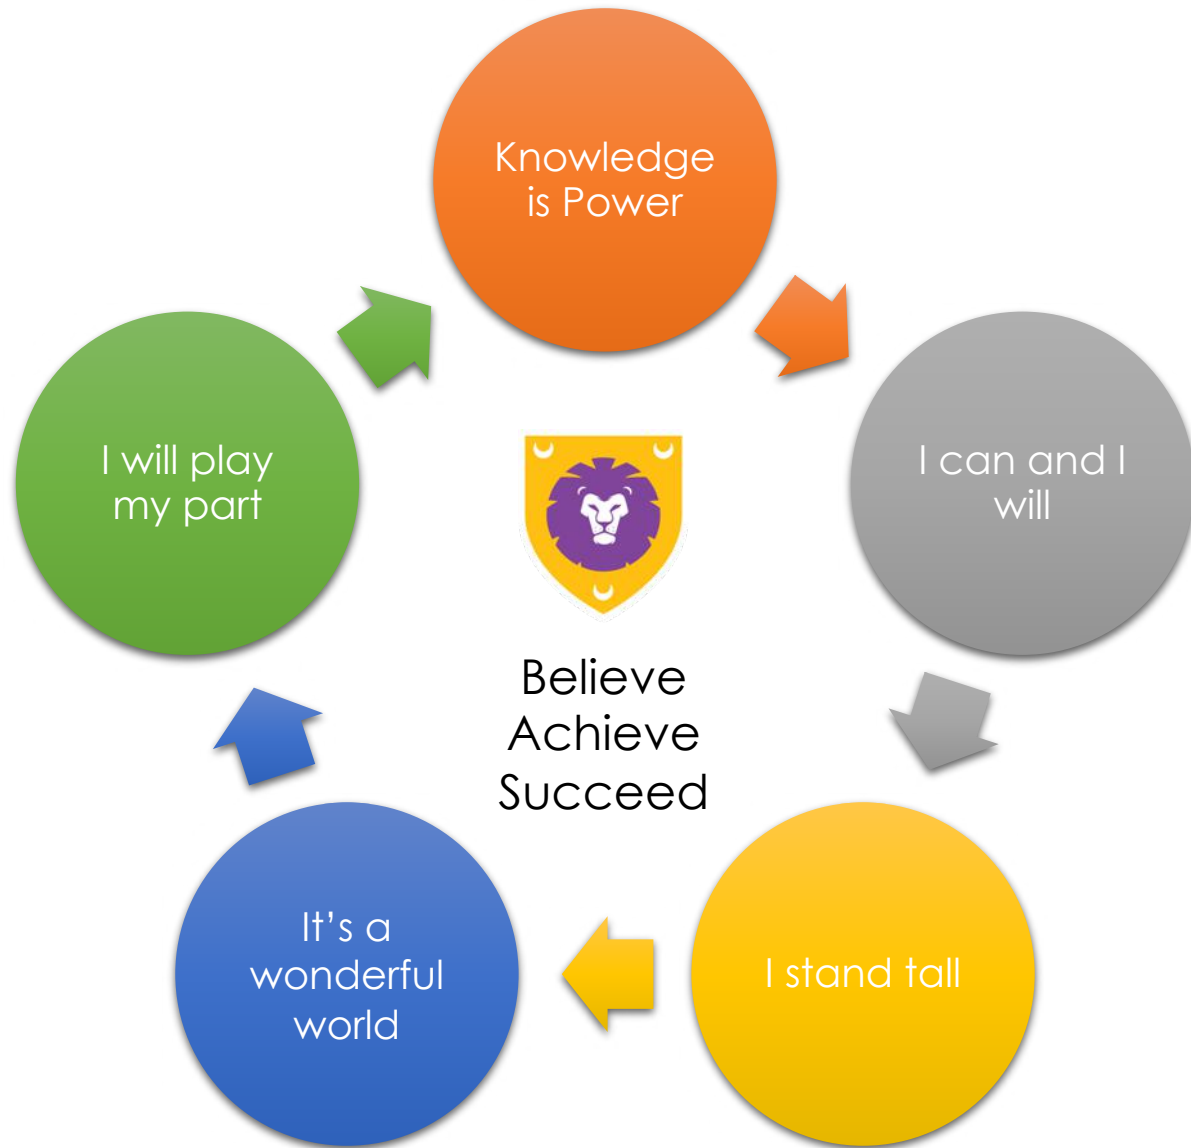 Knowledge
is Power
I can and I
will
I stand tall
It's a
wonderful
world
I will play
my part
Believe
Achieve
Succeed